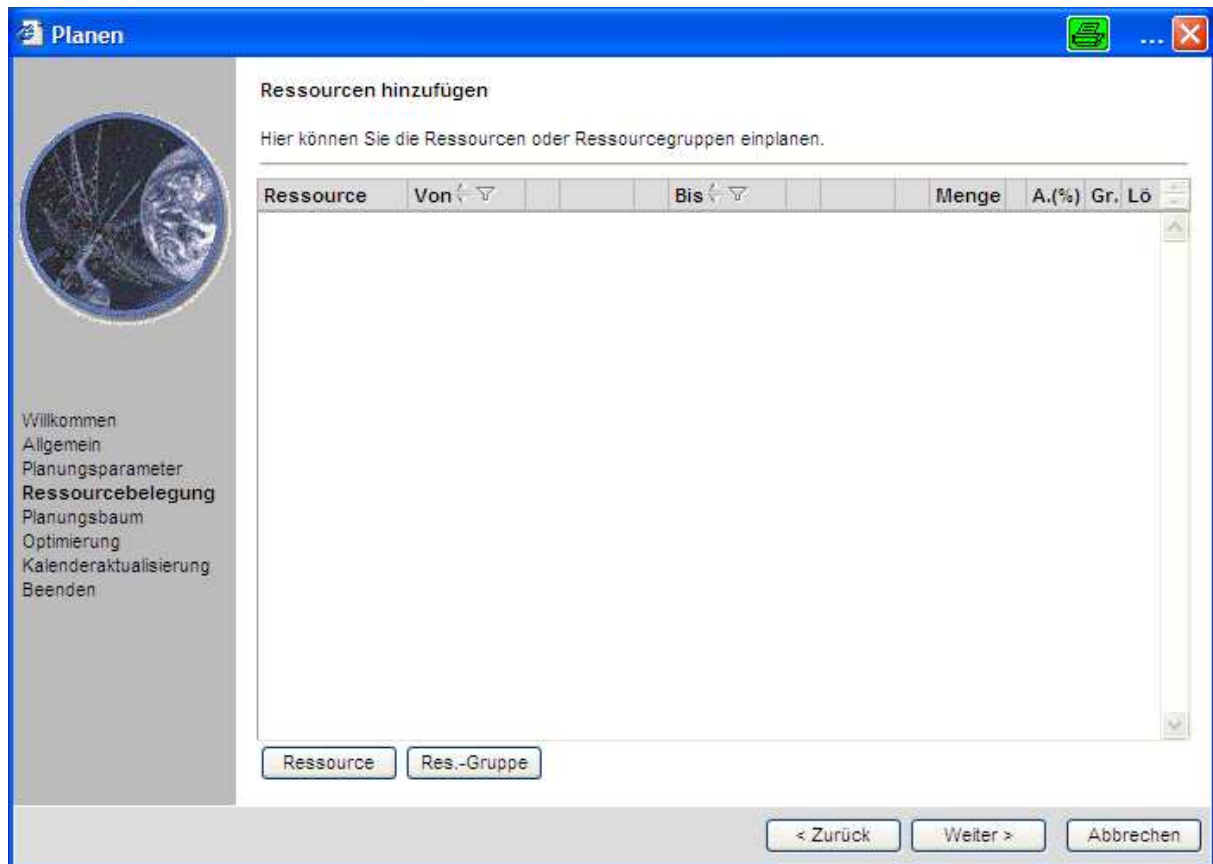 Planen ...
Ressourcen hinzufügen
Hier können Sie die Ressourcen oder Ressourcegruppen einplanen.
Ressource Von Bis Menge A.(%) Gr. Lö
Willkommen
Allgemein
Planungsparameter
Ressourcebelegung
Planungsbaum
Optimierung
Kalenderaktualisierung
Beenden
Ressource Res.-Gruppe
< Zurück Weiter > Abbrechen